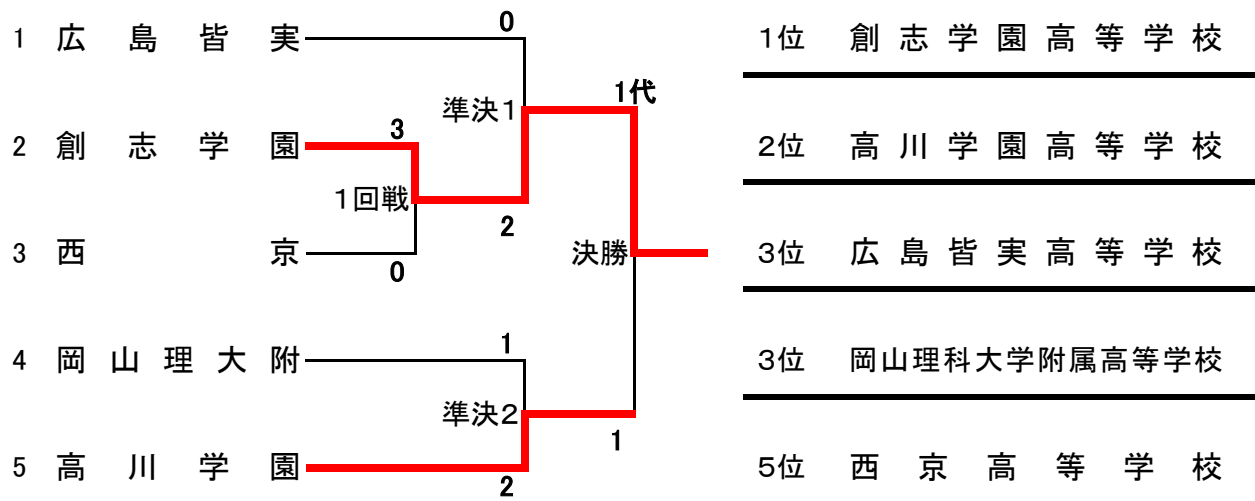 0
1 広島皆実
1代
準決1
3
2 創志学園
1回戦
2
決勝
3 西京
0
1
4 岡山理大附
準決2
1
5 高川学園
2
1位 創志学園高等学校
2位 高川学園高等学校
3位 広島皆実高等学校
3位 岡山理科大学附属高等学校
5位 西京高等学校